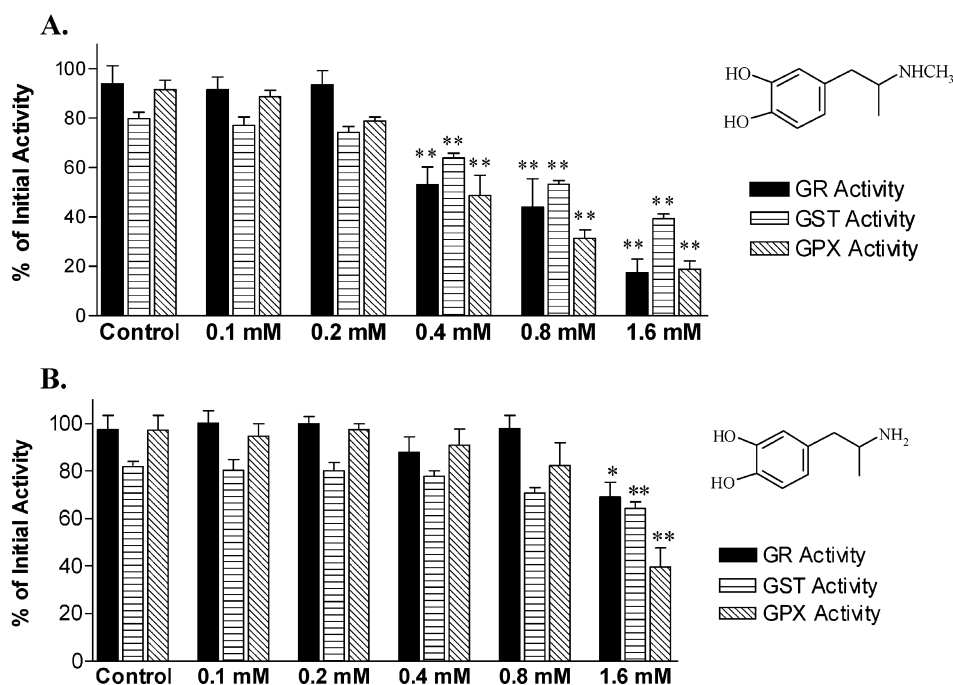 A.
% of Initial Activity
100
80
60
40
20
0
** ** **
** ** **
** ** **
Control 0.1 mM 0.2 mM 0.4 mM 0.8 mM 1.6 mM
HO
HO
NHCH3
GR Activity
GST Activity
GPX Activity
B.
% of Initial Activity
100
80
60
40
20
0
* ** **
Control 0.1 mM 0.2 mM 0.4 mM 0.8 mM 1.6 mM
HO
HO
NH2
GR Activity
GST Activity
GPX Activity